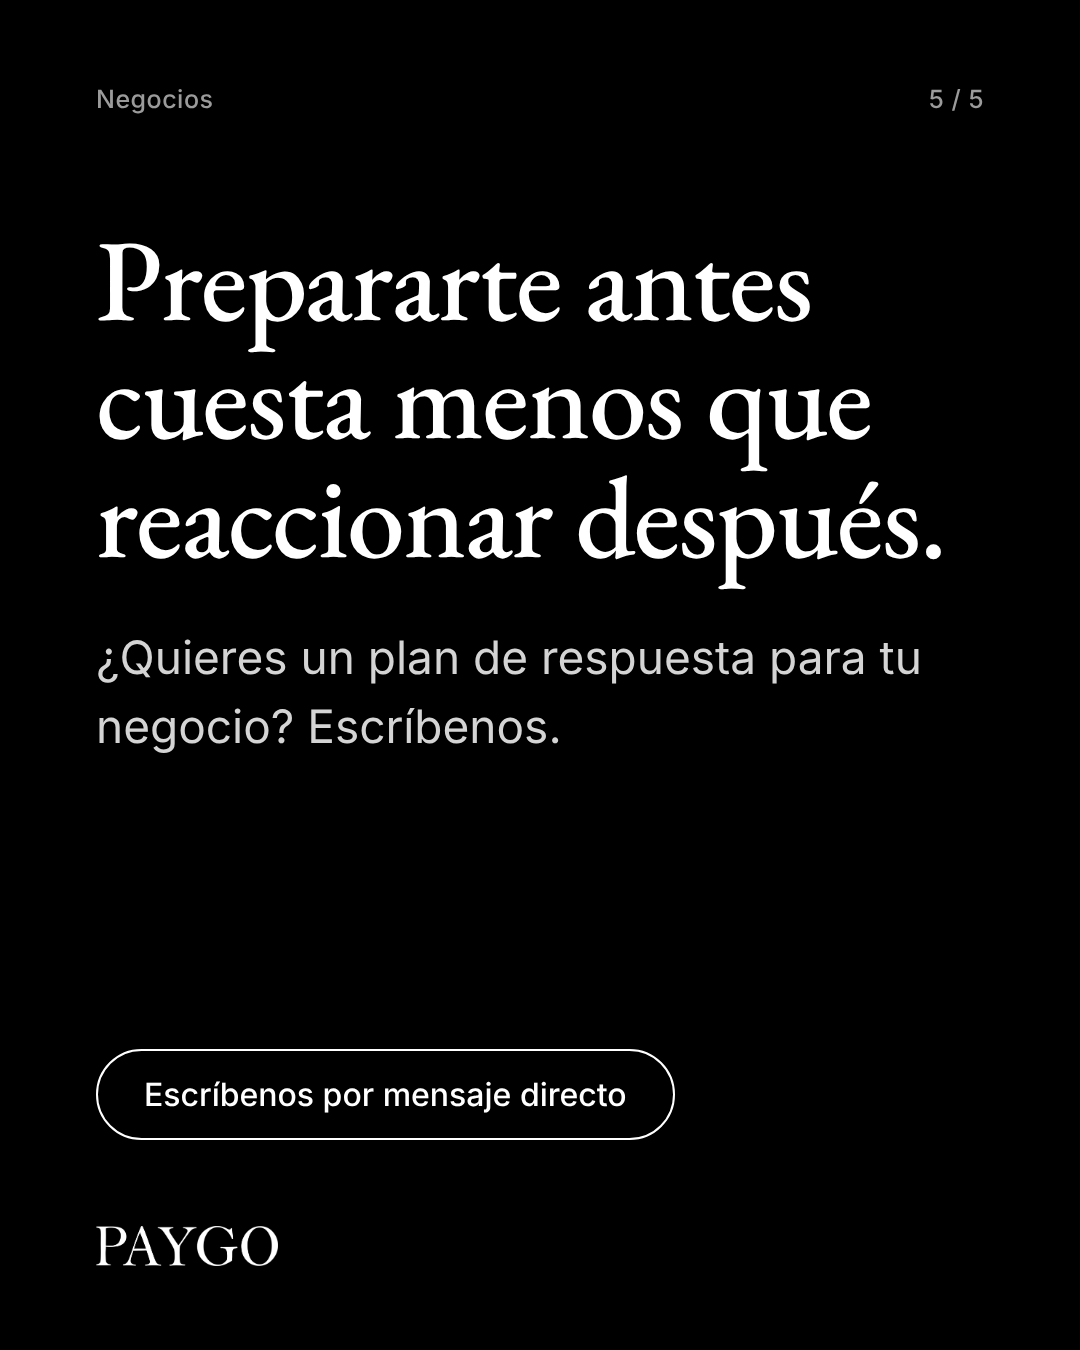 Negocios
5 / 5
Prepararte antes
cuesta menos que
reaccionar después.
¿Quieres un plan de respuesta para tu
negocio? Escríbenos.
Escríbenos por mensaje directo
PAYGO